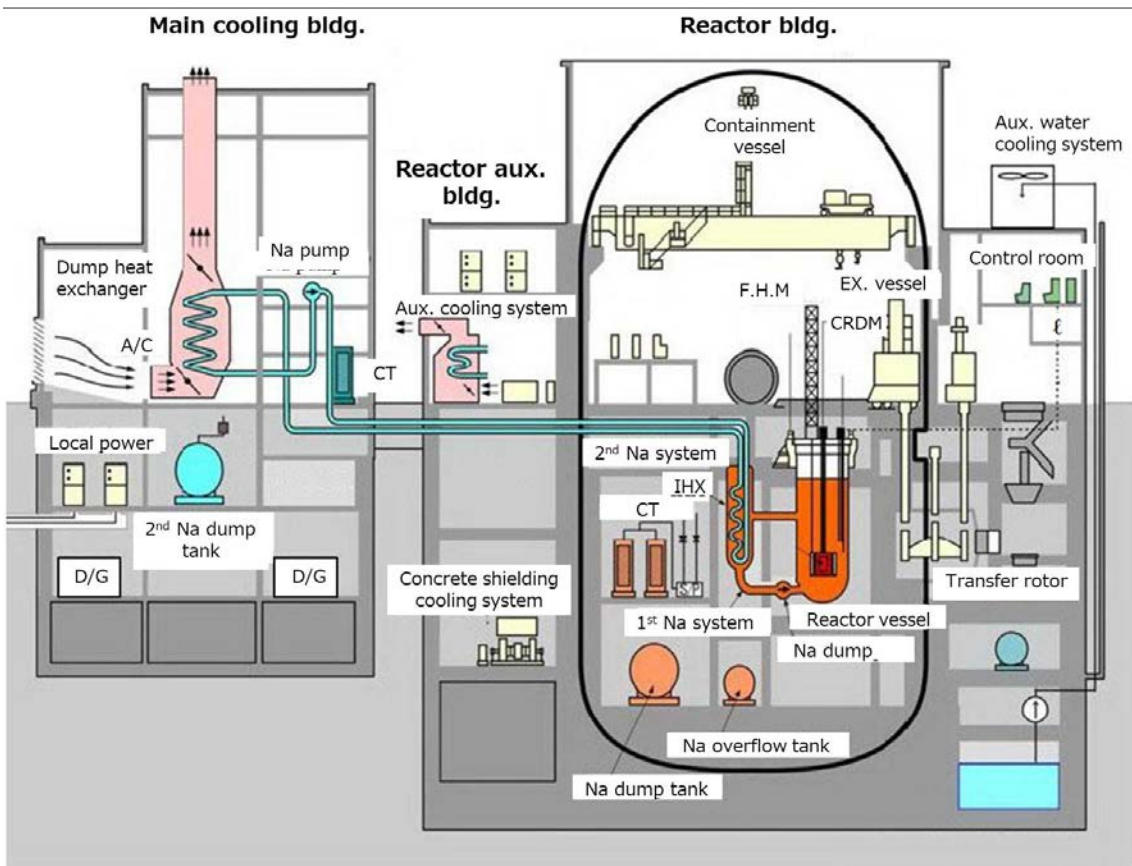 Main cooling bldg.
Reactor bldg.
Containment
vessel
Aux. water
cooling system
Reactor aux.
bldg.
Na pump
Dump heat
exchanger
Control room
EX. vessel
F.H.M
Aux. cooling system
CRDM
A/C
ℓ
CT
Local power
2nd Na system
IHX
CT
2nd Na dump
tank
D/G
D/G
Concrete shielding
cooling system
S/P
Transfer rotor
1st Na system
Reactor vessel
Na dump
Na overflow tank
Na dump tank